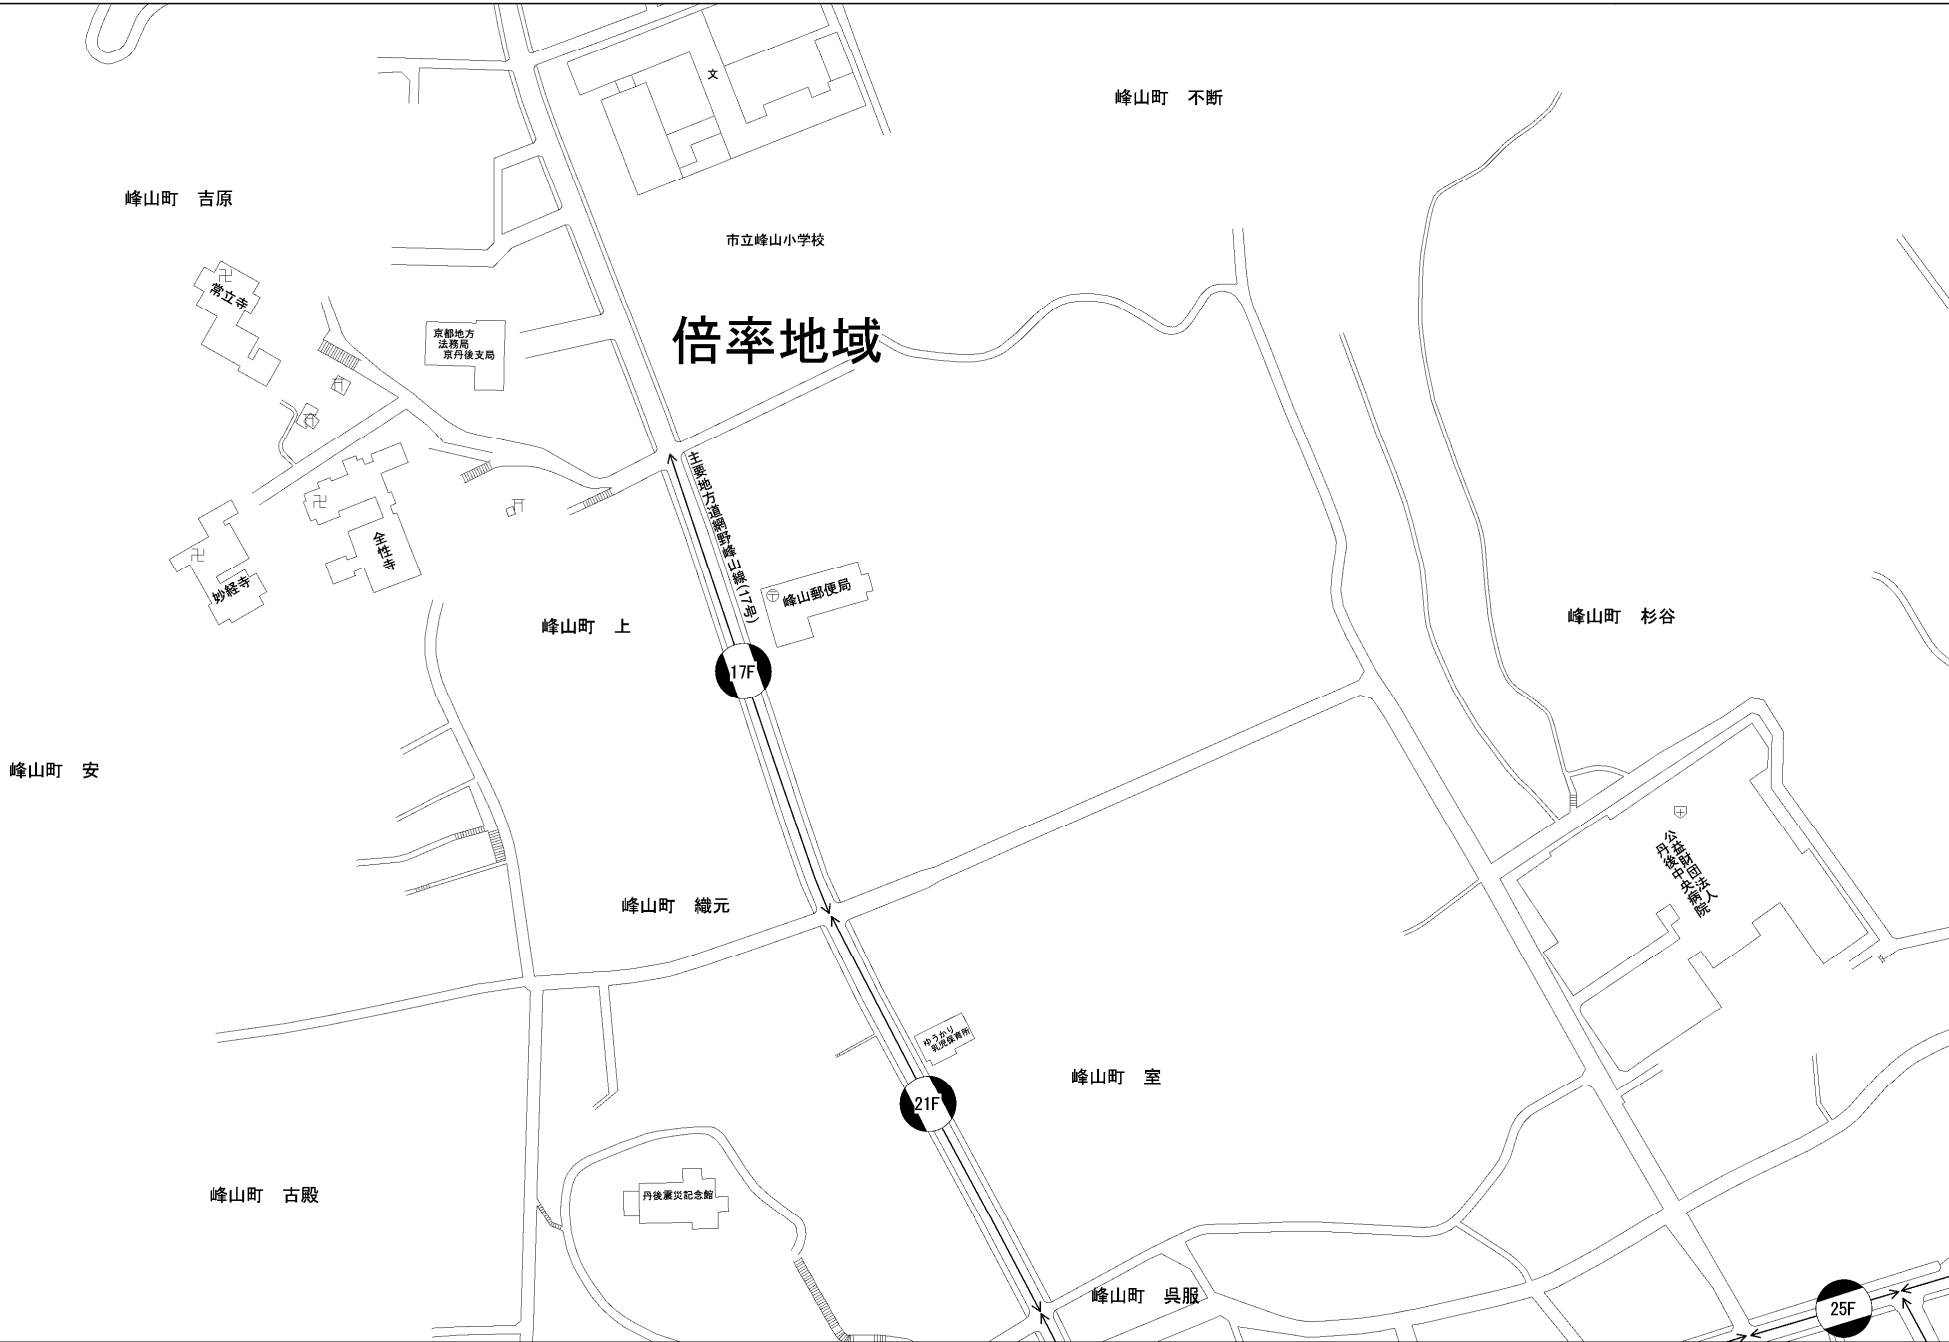 文
峰山町　不断
峰山町　吉原
市立峰山小学校
常立寺
京都地方
法務局
京丹後支局
倍率地域
主要地方道網野峰山線(17号)
全性寺
妙経寺
峰山郵便局
峰山町　上
峰山町　杉谷
17F
峰山町　安
公益財団法人
丹後中央病院
峰山町　織元
ゆうかり
乳児保育所
峰山町　室
21F
峰山町　古殿
丹後震災記念館
峰山町　呉服
25F